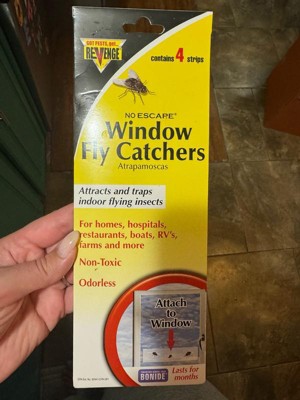 GOT PESTS. GET...
REVENGE
contains 4 strips
NO ESCAPE®
Window
Fly Catchers
Atrapamoscas
Attracts and traps
indoor flying insects
For homes, hospitals,
restaurants, boats, RV's,
farms and more
Non-Toxic
Odorless
Attach
to
Window
BONIDE
Lasts for
months